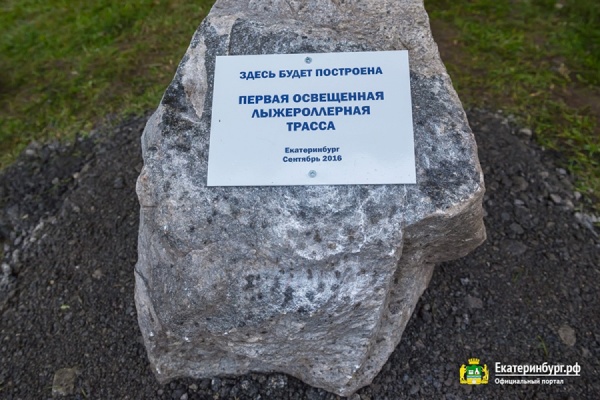 ЗДЕСЬ БУДЕТ ПОСТРОЕНА
ПЕРВАЯ ОСВЕЩЕННАЯ
ЛЫЖЕРОЛЛЕРНАЯ
ТРАССА
Екатеринбург
Сентябрь 2016
Екатеринбург.рф
Официальный портал